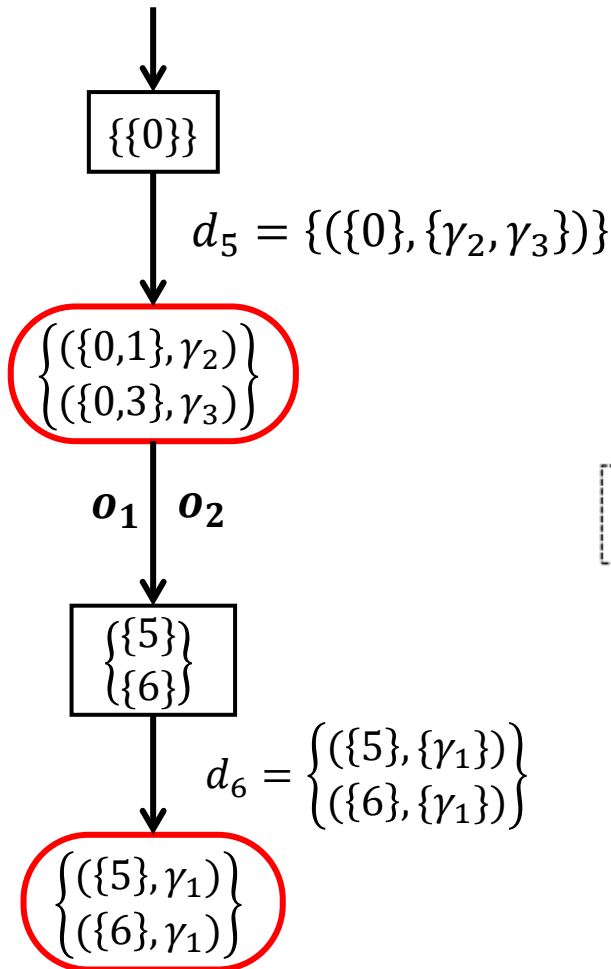 {{0}}
d₅ = {({0}, {γ₂, γ₃})}
{({0,1}, γ₂)
({0,3}, γ₃)}
o₁ o₂
{{5}
{6}}
d₆ = {({5}, {γ₁})
({6}, {γ₁})}
{({5}, γ₁)
({6}, γ₁)}